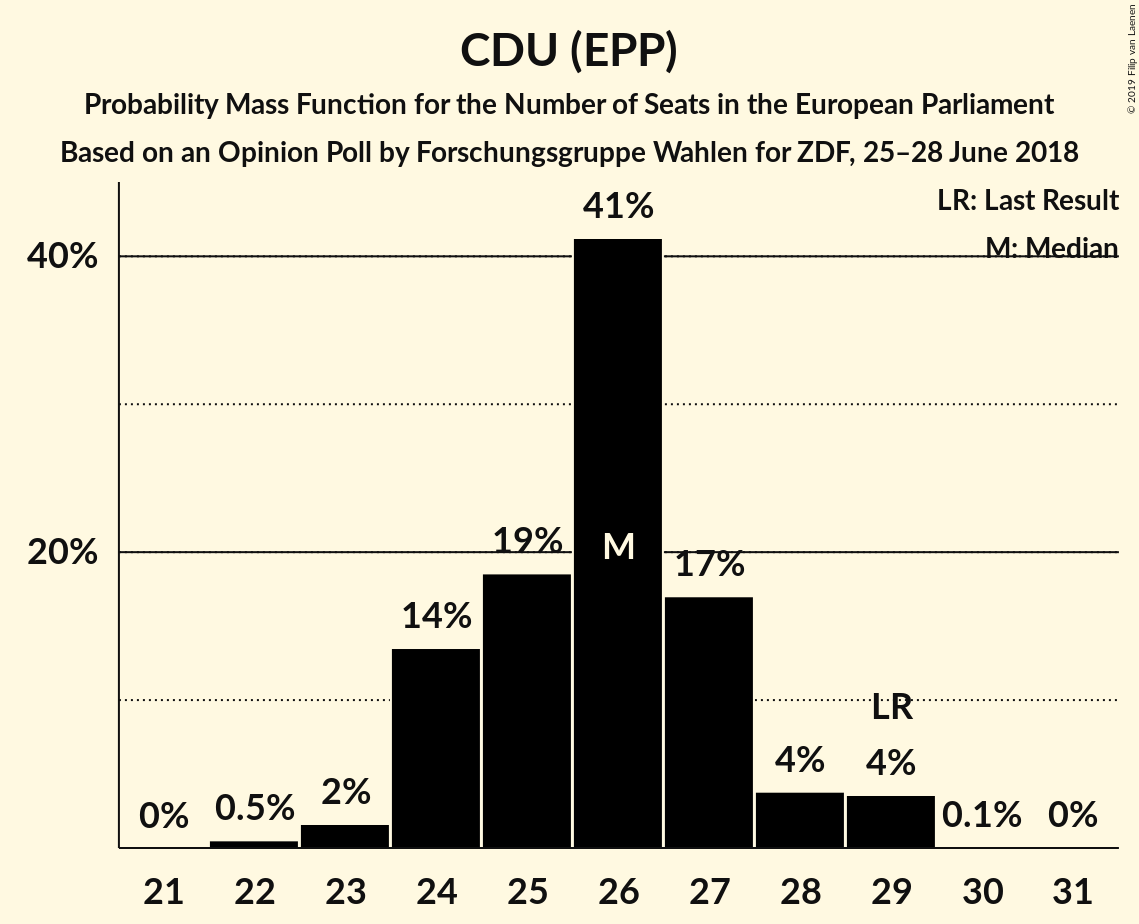 CDU (EPP)
Probability Mass Function for the Number of Seats in the European Parliament
Based on an Opinion Poll by Forschungsgruppe Wahlen for ZDF, 25–28 June 2018
© 2019 Filip van Laenen
LR: Last Result
M: Median
40%
20%
0%
0.5%
2%
14%
19%
41%
M
17%
4%
LR
4%
0.1%
0%
21 22 23 24 25 26 27 28 29 30 31